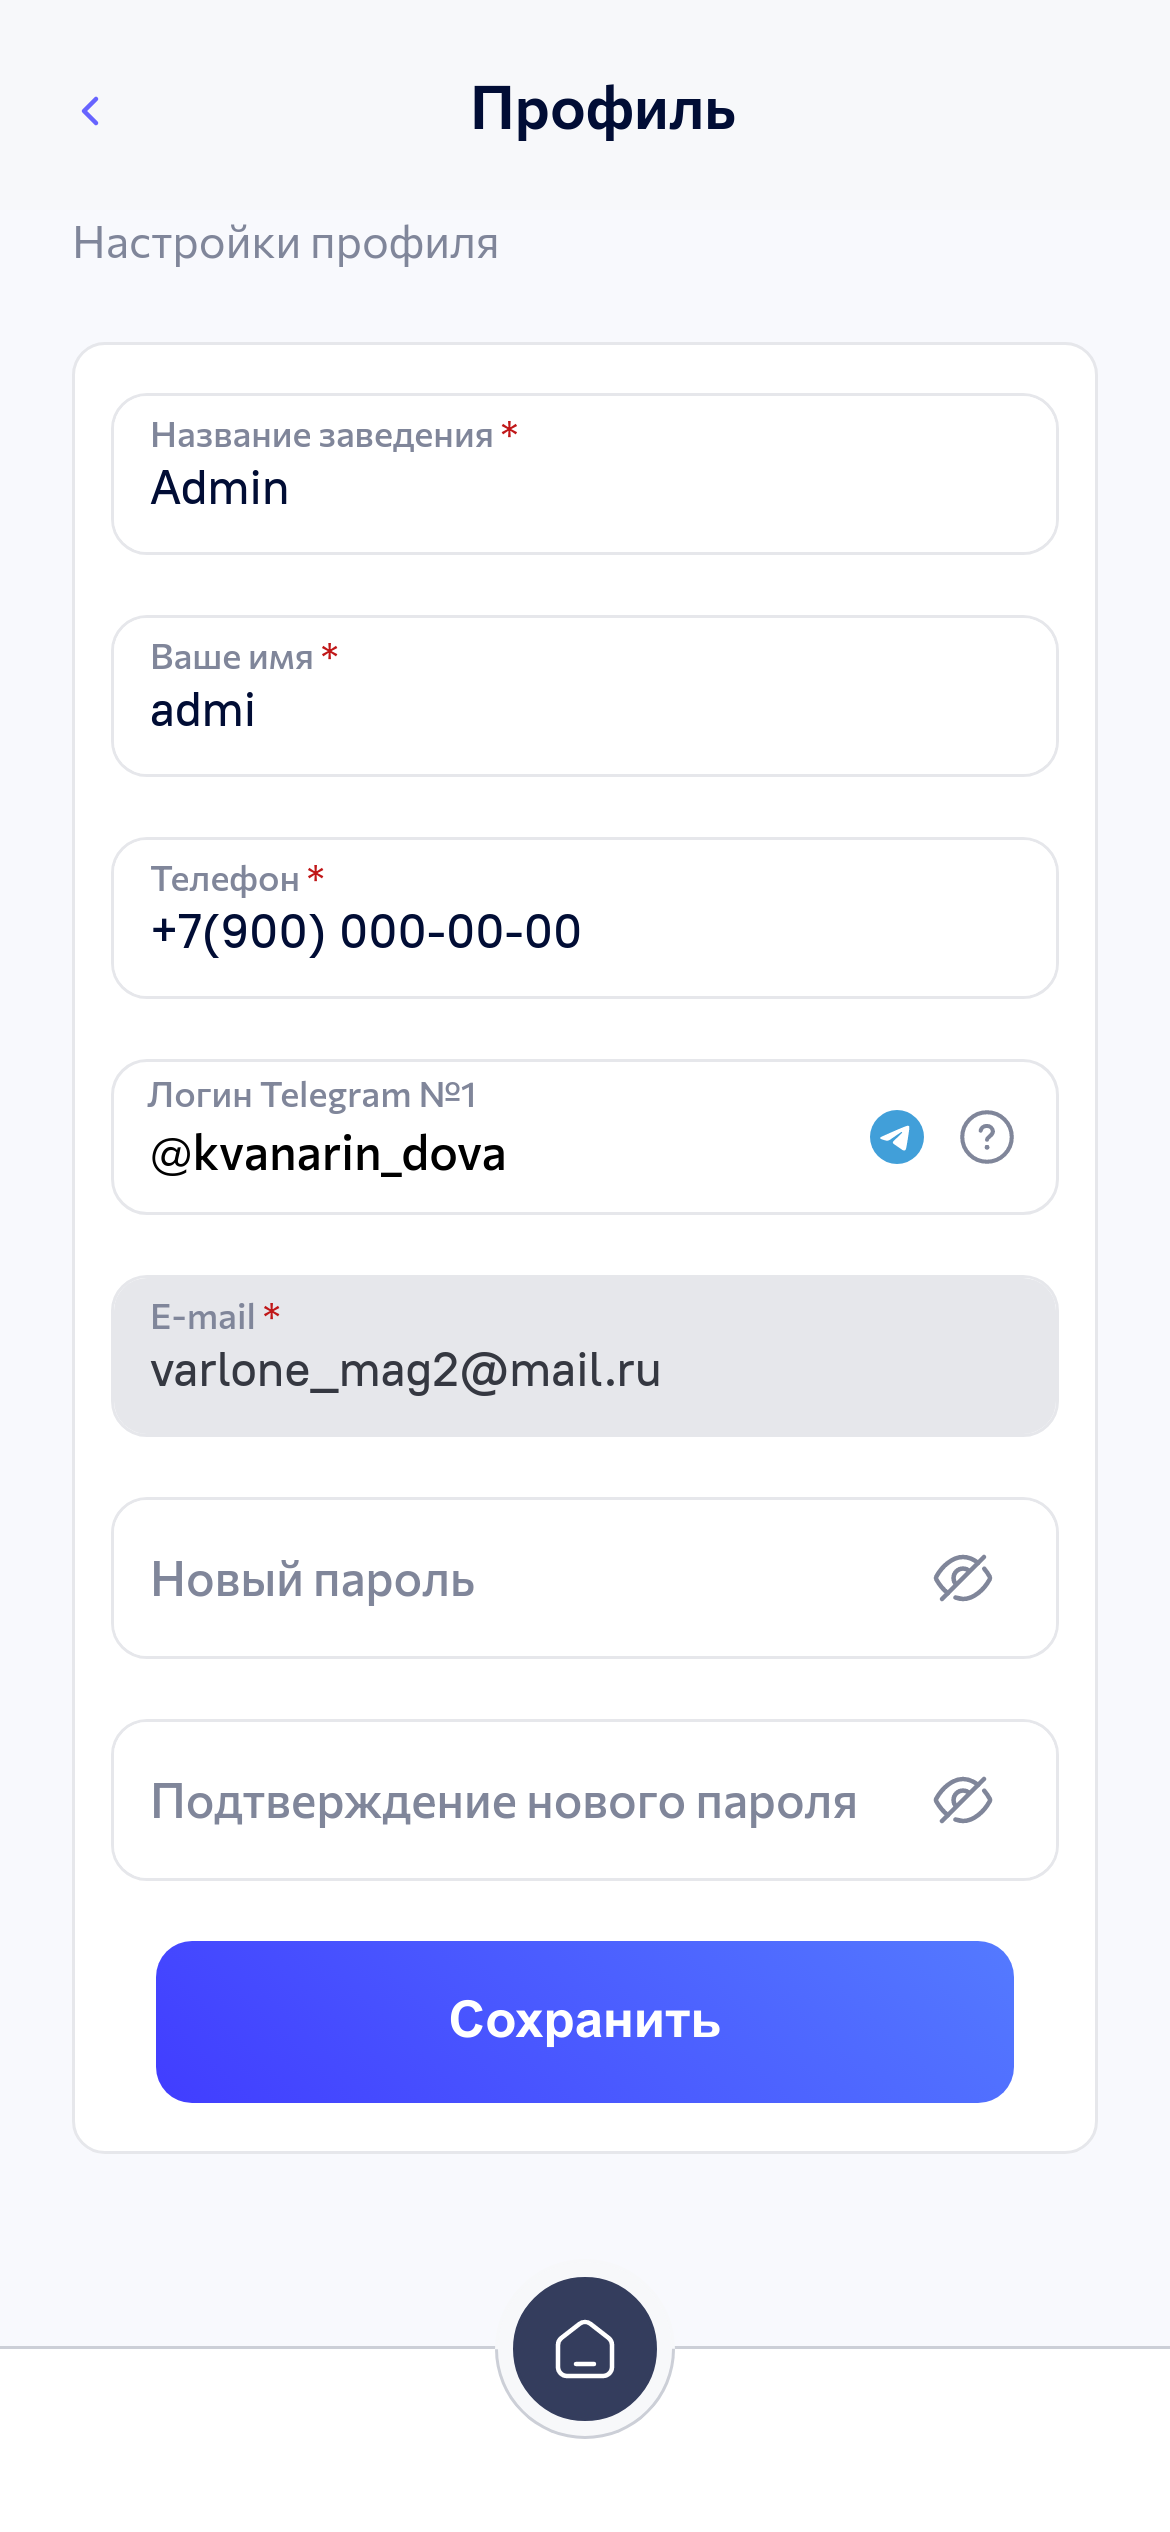 Профиль
Настройки профиля
Название заведения *
Admin
Ваше имя *
admi
Телефон *
+7(900) 000-00-00
Логин Telegram №1
@kvanarin_dova
E-mail *
varlone_mag2@mail.ru
Новый пароль
Подтверждение нового пароля
Сохранить